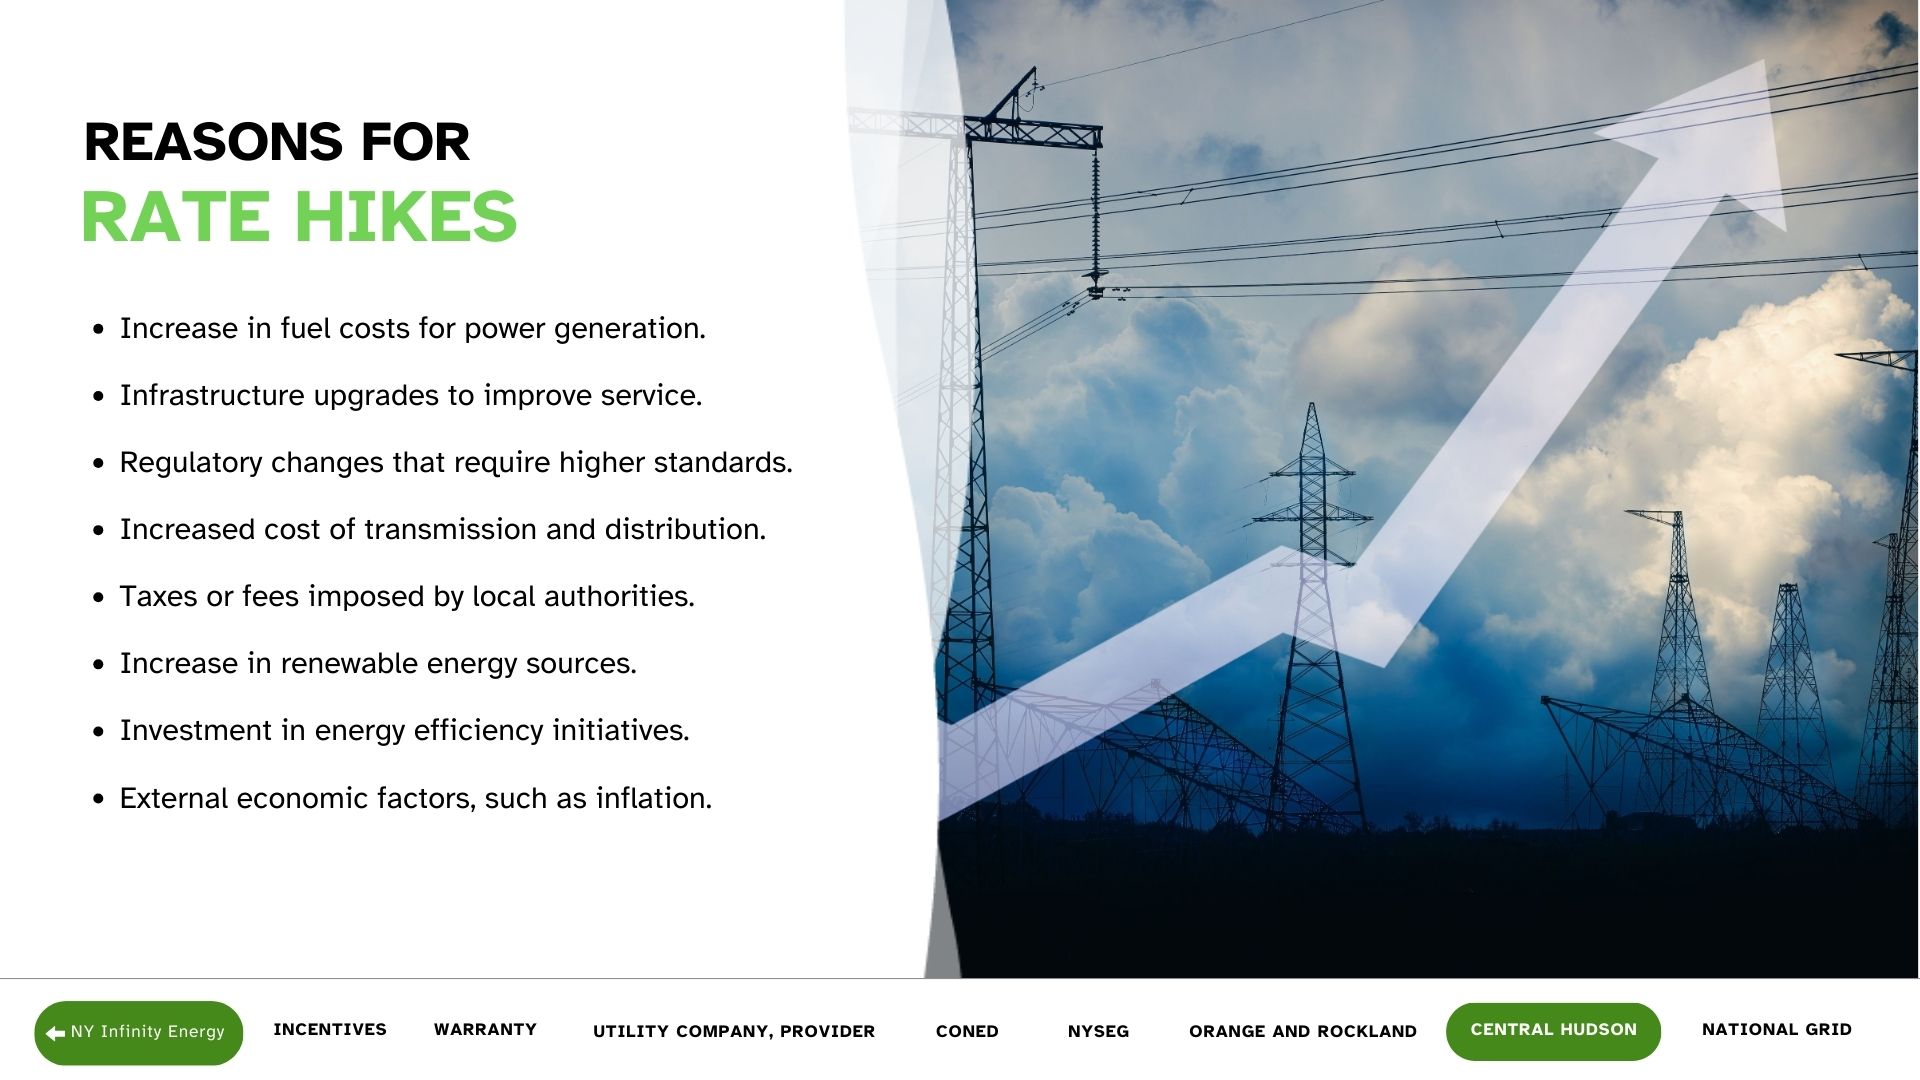 REASONS FOR
RATE HIKES
• Increase in fuel costs for power generation.
• Infrastructure upgrades to improve service.
• Regulatory changes that require higher standards.
• Increased cost of transmission and distribution.
• Taxes or fees imposed by local authorities.
• Increase in renewable energy sources.
• Investment in energy efficiency initiatives.
• External economic factors, such as inflation.
NY Infinity Energy
INCENTIVES
WARRANTY
UTILITY COMPANY, PROVIDER
CONED
NYSEG
ORANGE AND ROCKLAND
CENTRAL HUDSON
NATIONAL GRID